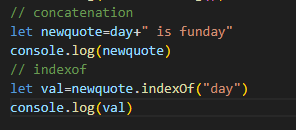 // concatenation
let newquote=day+" is funday"
console.log(newquote)
// indexof
let val=newquote.indexOf("day")
console.log(val)